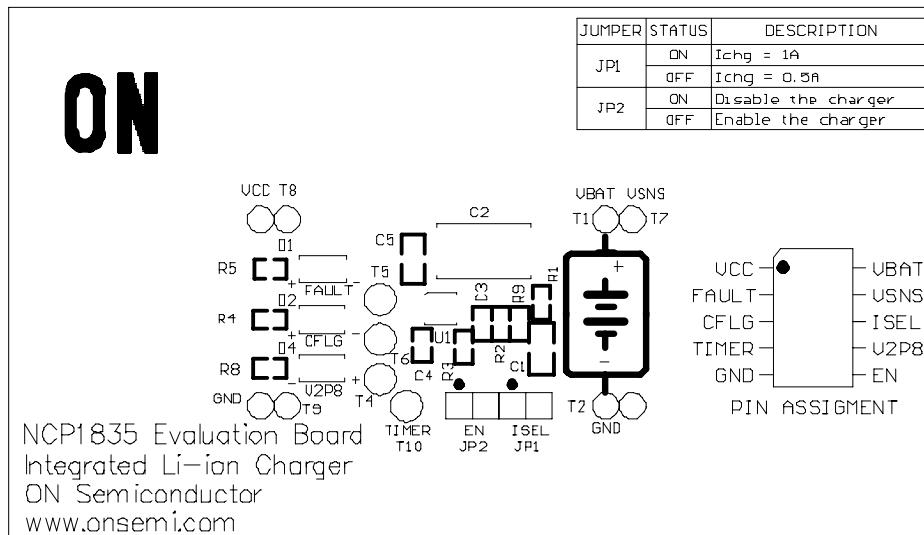 JUMPER STATUS DESCRIPTION
JP1 ON Ichg = 1A
OFF Ichg = 0.5A
JP2 ON Disable the charger
OFF Enable the charger
ON
VCC T8
VBAT VSNS
T1 T7
C2
C5
D1
R5
FAULT
+ -
T5
C3
R9
R1
+
D2
R4
CFLG
+ -
U1
T6
R2
C4
R3
C1
D4
R8
V2P8
- +
T4
-
GND
T9
T2
GND
TIMER
T10
EN
JP2
ISEL
JP1
VCC VBAT
FAULT VSNS
CFLG ISEL
TIMER V2P8
GND EN
PIN ASSIGMENT
NCP1835 Evaluation Board
Integrated Li-ion Charger
ON Semiconductor
www.onsemi.com